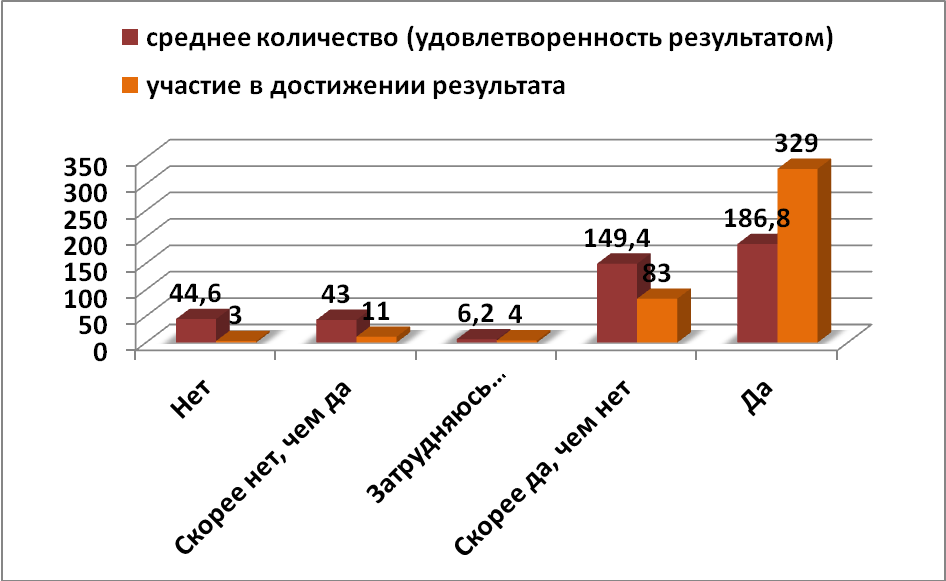 среднее количество (удовлетворенность результатом)
участие в достижении результата
350
300
250
200
150
100
50
0
44,6
3
43
11
6,2
4
149,4
83
186,8
329
Нет
Скорее нет, чем да
Затрудняюсь...
Скорее да, чем нет
Да